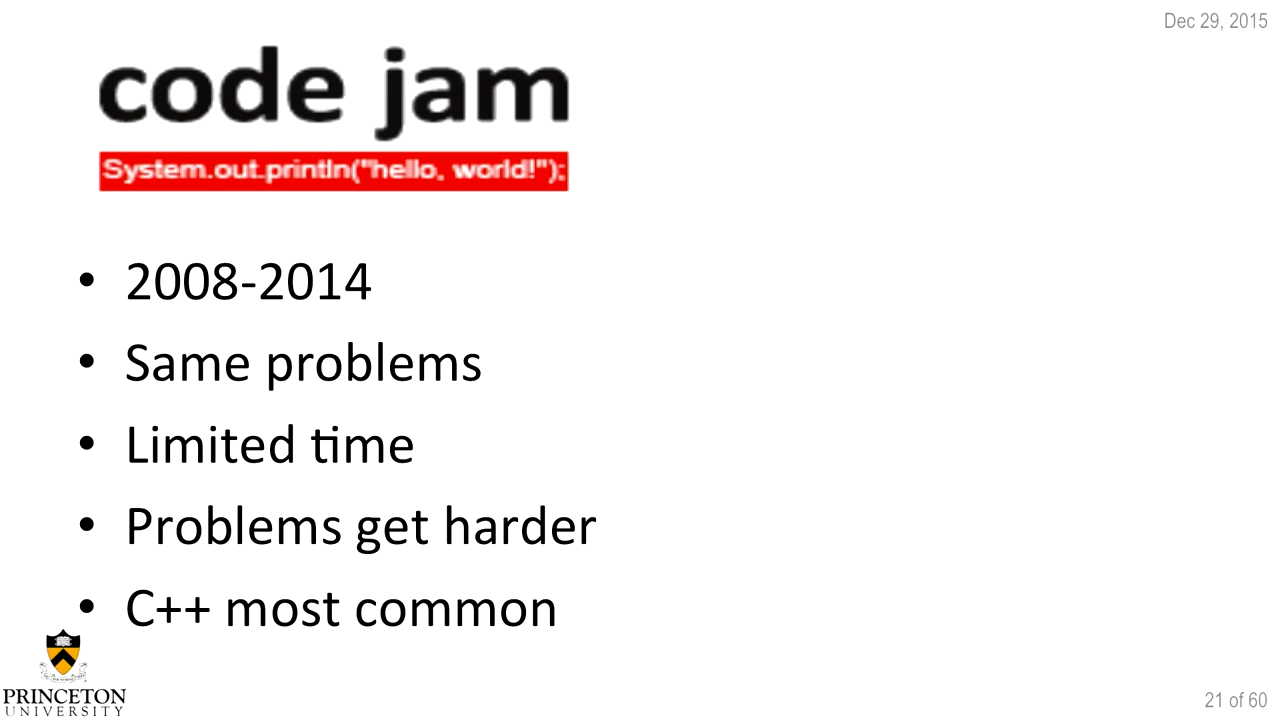 Dec 29, 2015
code jam
System.out.println("hello, world!");
• 2008-2014
• Same problems
• Limited time
• Problems get harder
• C++ most common
PRINCETON
UNIVERSITY
21 of 60